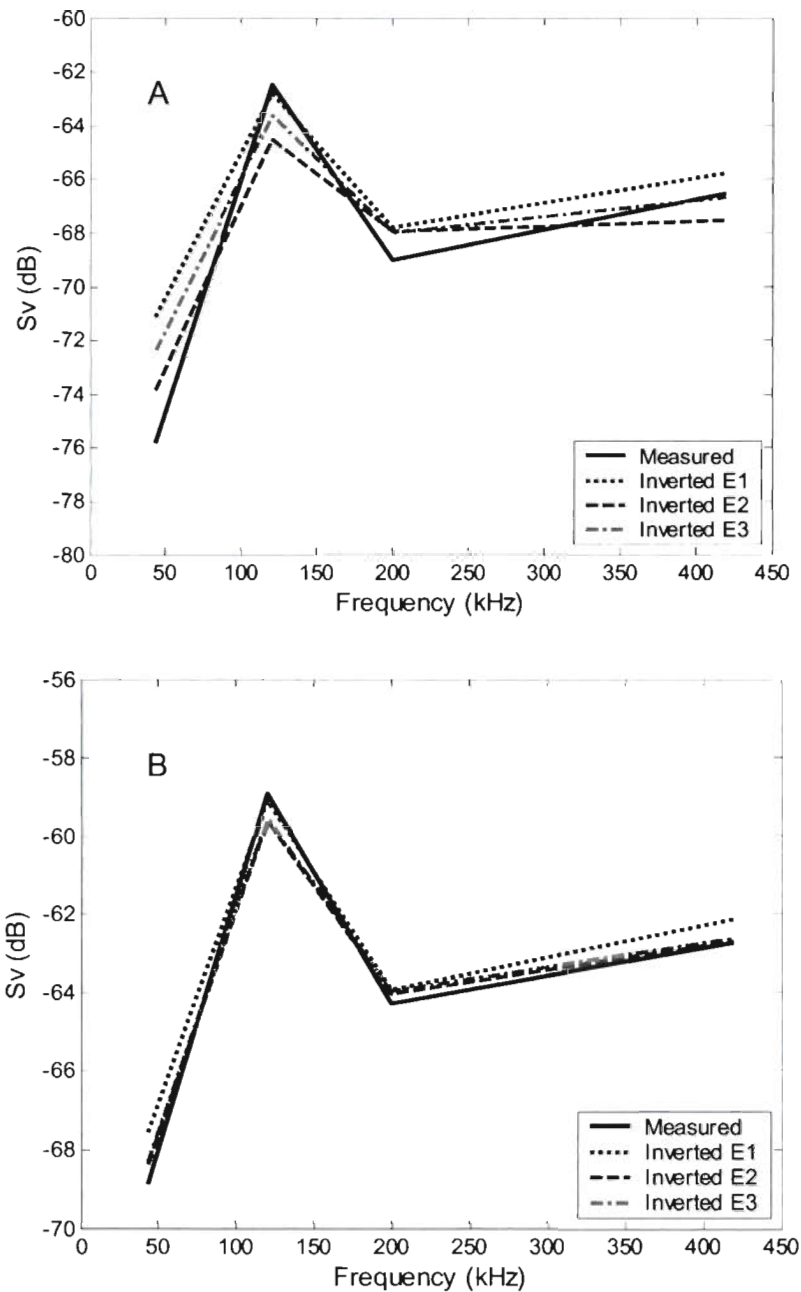 -60
-62
-64
-66
-68
-70
-72
-74
-76
-78
-80
Sv (dB)
A
Measured
Inverted E1
Inverted E2
Inverted E3
0 50 100 150 200 250 300 350 400 450
Frequency (kHz)
-56
-58
-60
-62
-64
-66
-68
-70
Sv (dB)
B
Measured
Inverted E1
Inverted E2
Inverted E3
0 50 100 150 200 250 300 350 400 450
Frequency (kHz)